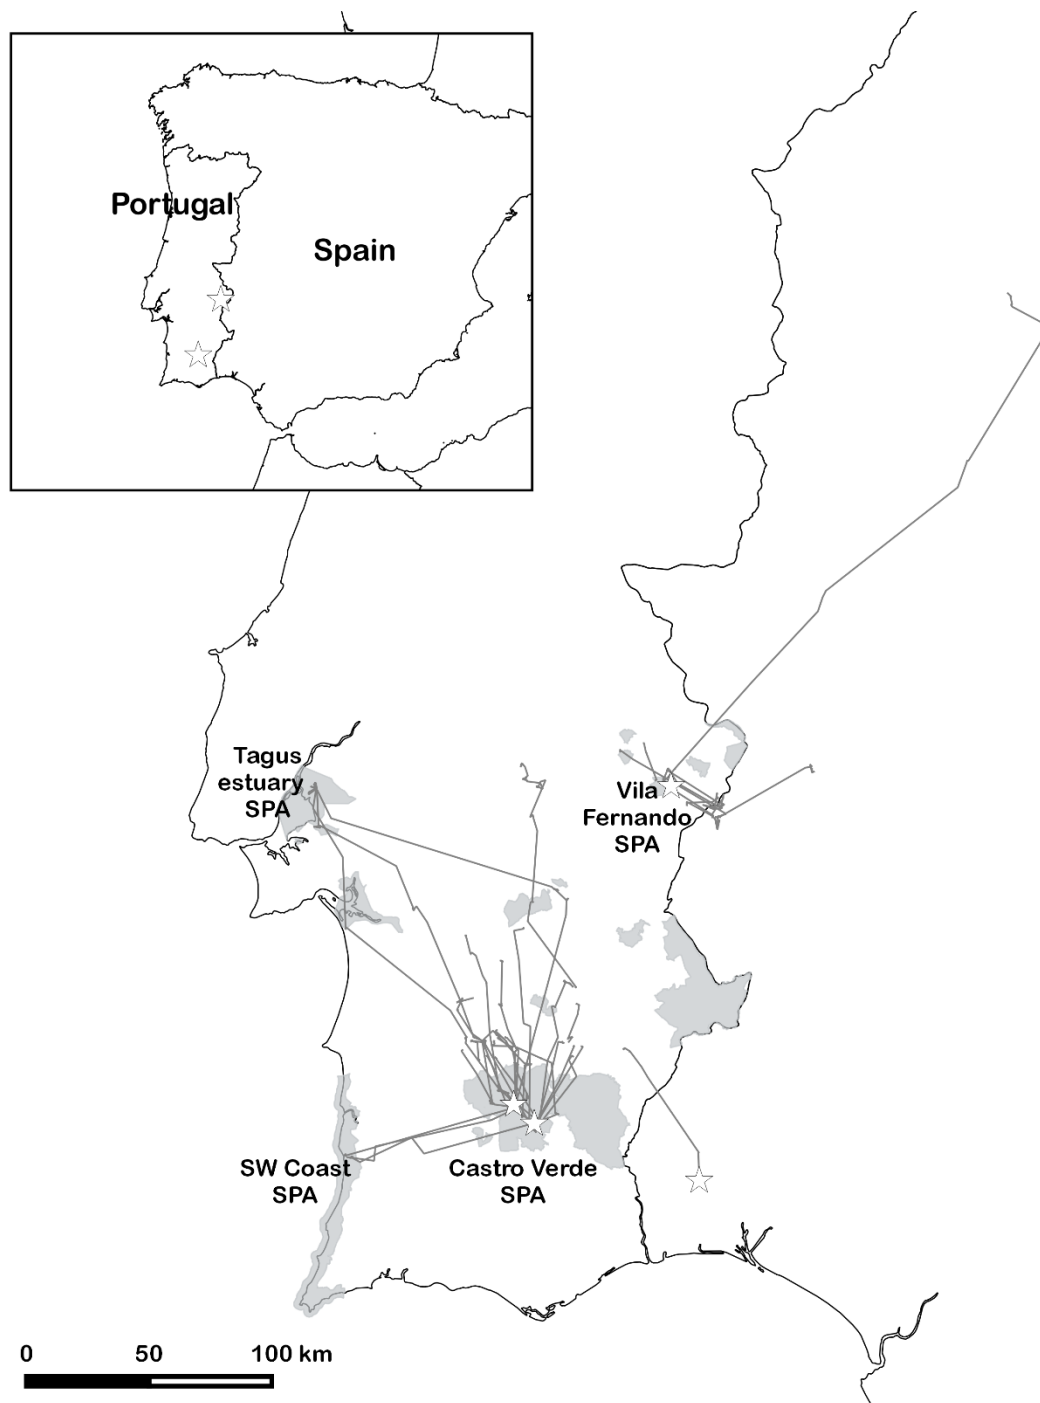 Portugal
Spain
Tagus
estuary
SPA
Vila
Fernando
SPA
SW Coast
SPA
Castro Verde
SPA
0 50 100 km